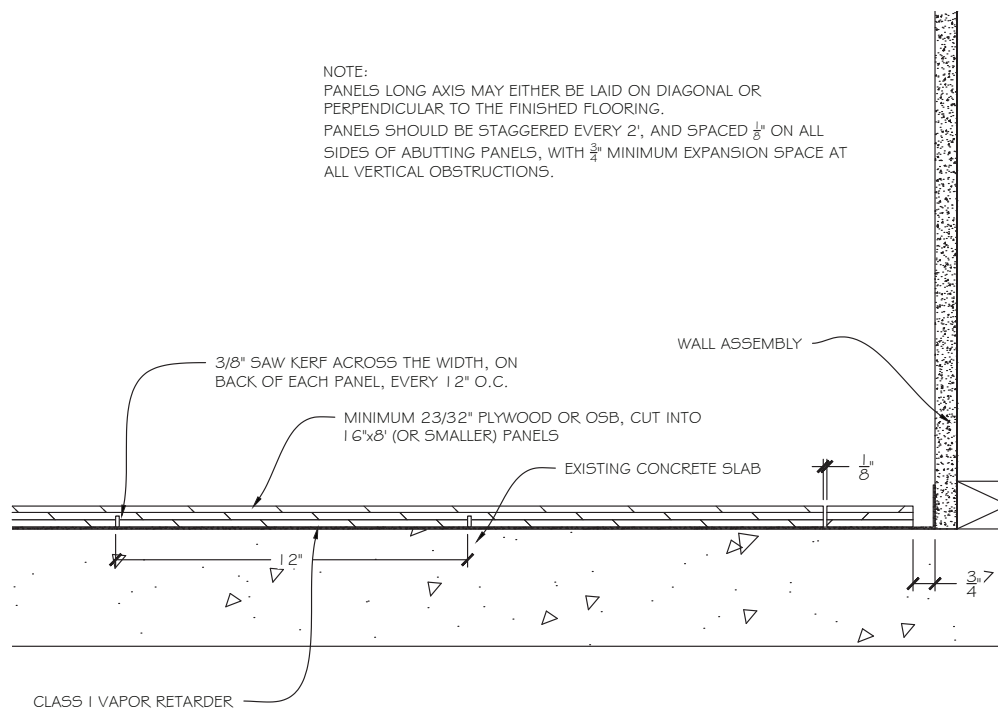 NOTE:
PANELS LONG AXIS MAY EITHER BE LAID ON DIAGONAL OR
PERPENDICULAR TO THE FINISHED FLOORING.
PANELS SHOULD BE STAGGERED EVERY 2', AND SPACED 1/8" ON ALL
SIDES OF ABUTTING PANELS, WITH 3/4" MINIMUM EXPANSION SPACE AT
ALL VERTICAL OBSTRUCTIONS.
WALL ASSEMBLY
3/8" SAW KERF ACROSS THE WIDTH, ON
BACK OF EACH PANEL, EVERY 12" O.C.
MINIMUM 23/32" PLYWOOD OR OSB, CUT INTO
16"x8' (OR SMALLER) PANELS
EXISTING CONCRETE SLAB
1/8"
12"
3/4"
CLASS I VAPOR RETARDER